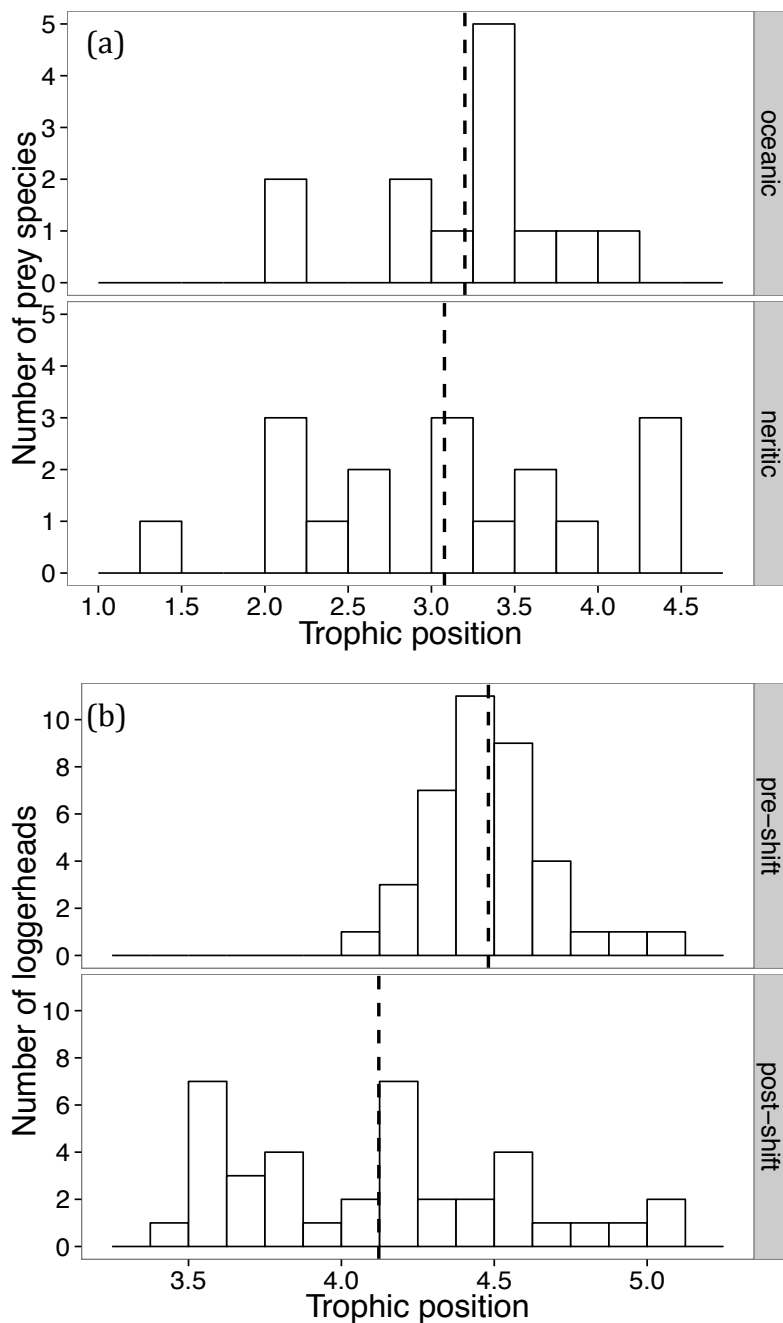 (a)
Number of prey species
5
4
3
2
1
0
oceanic
5
4
3
2
1
0
neritic
1.0 1.5 2.0 2.5 3.0 3.5 4.0 4.5
Trophic position
(b)
Number of loggerheads
10
8
6
4
2
0
pre-shift
10
8
6
4
2
0
post-shift
3.5 4.0 4.5 5.0
Trophic position